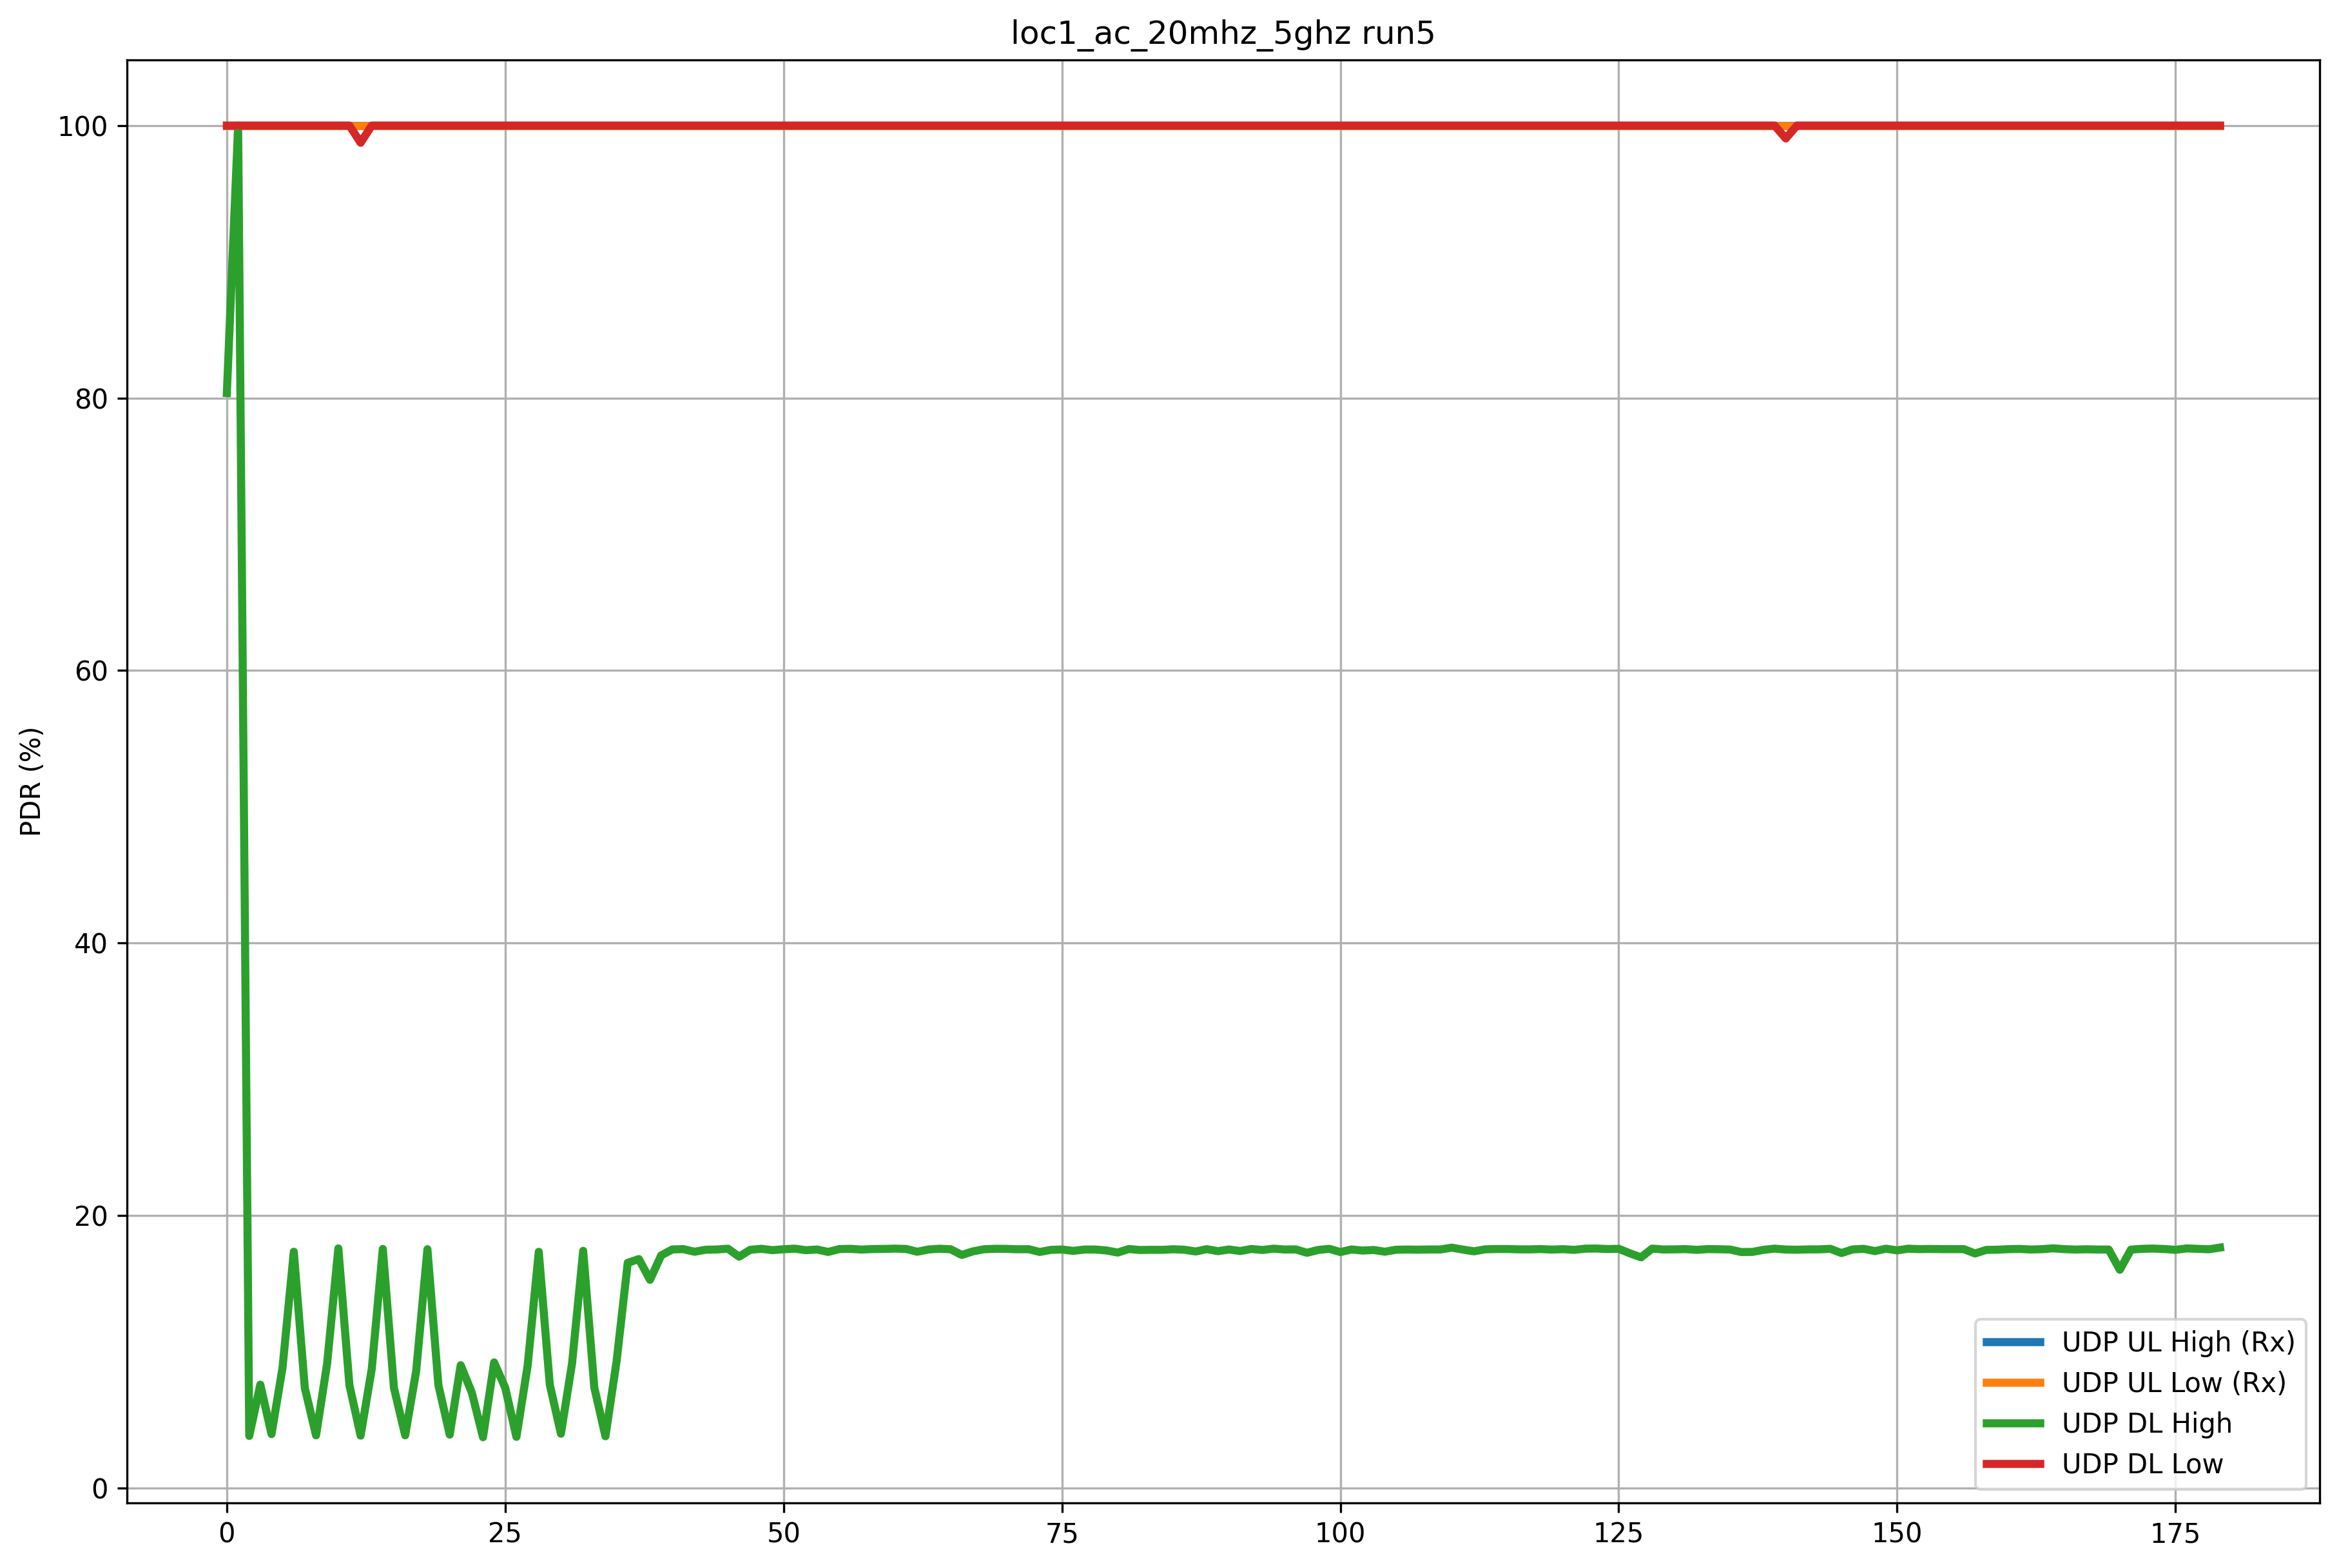 loc1_ac_20mhz_5ghz run5
PDR (%)
100
80
60
40
20
0
0 25 50 75 100 125 150 175
UDP UL High (Rx)
UDP UL Low (Rx)
UDP DL High
UDP DL Low